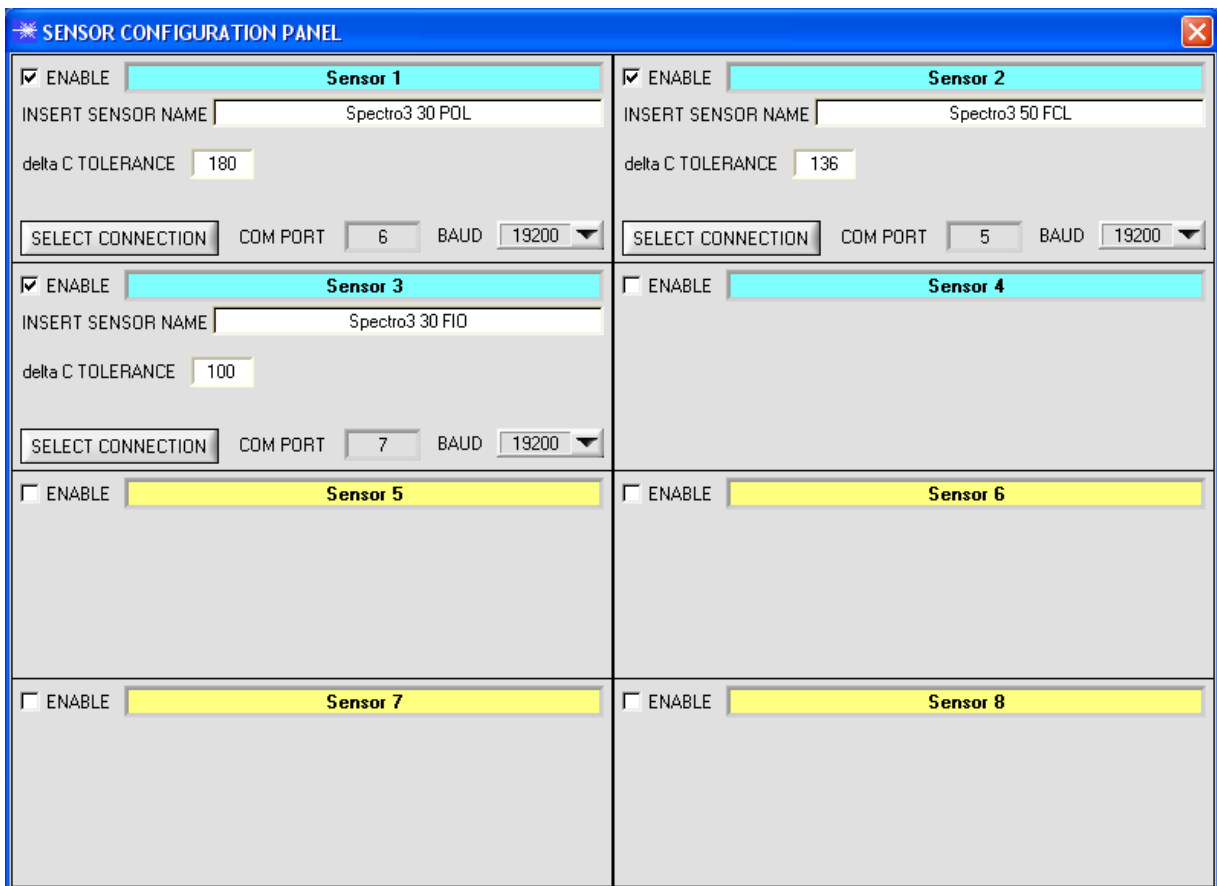 SENSOR CONFIGURATION PANEL
ENABLE Sensor 1
INSERT SENSOR NAME Spectro3 30 POL
delta C TOLERANCE 180
SELECT CONNECTION COM PORT 6 BAUD 19200
ENABLE Sensor 2
INSERT SENSOR NAME Spectro3 50 FCL
delta C TOLERANCE 136
SELECT CONNECTION COM PORT 5 BAUD 19200
ENABLE Sensor 3
INSERT SENSOR NAME Spectro3 30 FIO
delta C TOLERANCE 100
SELECT CONNECTION COM PORT 7 BAUD 19200
ENABLE Sensor 4
ENABLE Sensor 5
ENABLE Sensor 6
ENABLE Sensor 7
ENABLE Sensor 8